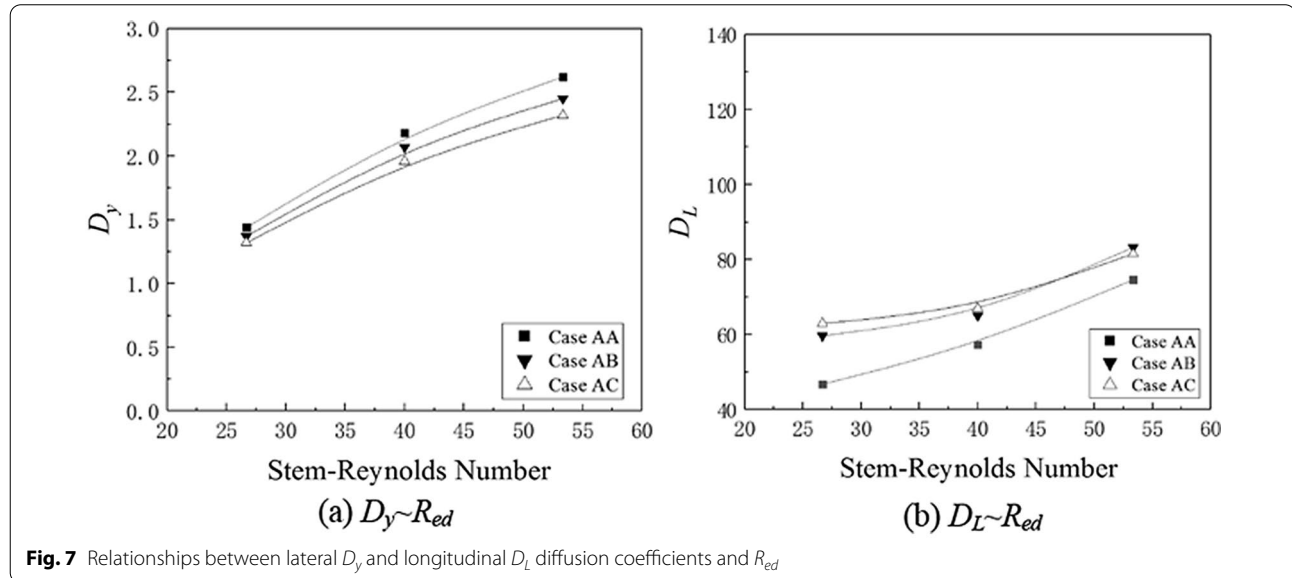 3.0
2.5
2.0
1.5
1.0
0.5
0.0
D_y
20 25 30 35 40 45 50 55 60
Stem-Reynolds Number
Case AA
Case AB
Case AC
(a) D_y~R_ed
140
120
100
80
60
40
D_L
20 25 30 35 40 45 50 55 60
Stem-Reynolds Number
Case AA
Case AB
Case AC
(b) D_L~R_ed
Fig. 7 Relationships between lateral D_y and longitudinal D_L diffusion coefficients and R_ed